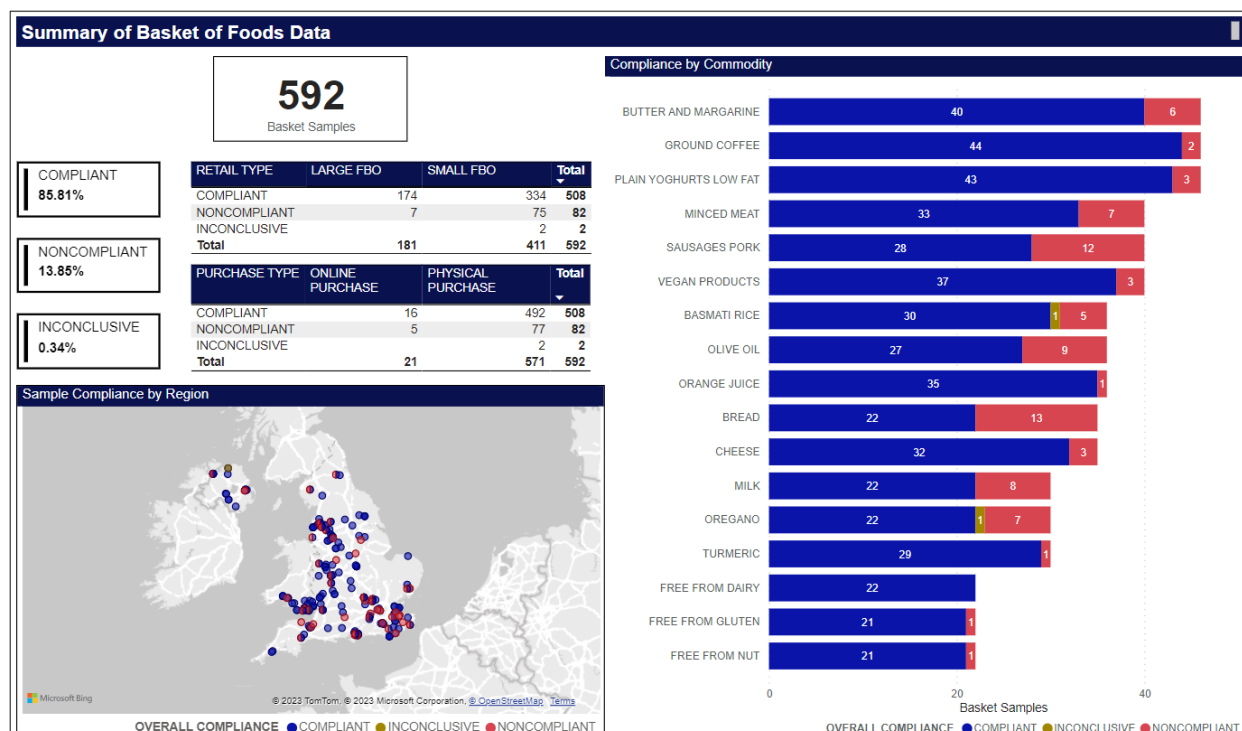 Summary of Basket of Foods Data
592
Basket Samples
COMPLIANT
85.81%
NONCOMPLIANT
13.85%
INCONCLUSIVE
0.34%
RETAIL TYPE LARGE FBO SMALL FBO Total
COMPLIANT 174 334 508
NONCOMPLIANT 7 75 82
INCONCLUSIVE 2 2
Total 181 411 592
PURCHASE TYPE ONLINE PURCHASE PHYSICAL PURCHASE Total
COMPLIANT 16 492 508
NONCOMPLIANT 5 77 82
INCONCLUSIVE 2 2
Total 21 571 592
Sample Compliance by Region
Microsoft Bing
© 2023 TomTom, © 2023 Microsoft Corporation, © OpenStreetMap Terms
OVERALL COMPLIANCE COMPLIANT INCONCLUSIVE NONCOMPLIANT
Compliance by Commodity
BUTTER AND MARGARINE 40 6
GROUND COFFEE 44 2
PLAIN YOGHURTS LOW FAT 43 3
MINCED MEAT 33 7
SAUSAGES PORK 28 12
VEGAN PRODUCTS 37 3
BASMATI RICE 30 1 5
OLIVE OIL 27 9
ORANGE JUICE 35 1
BREAD 22 13
CHEESE 32 3
MILK 22 8
OREGANO 22 1 7
TURMERIC 29 1
FREE FROM DAIRY 22
FREE FROM GLUTEN 21 1
FREE FROM NUT 21 1
0 20 40
Basket Samples
OVERALL COMPLIANCE COMPLIANT INCONCLUSIVE NONCOMPLIANT